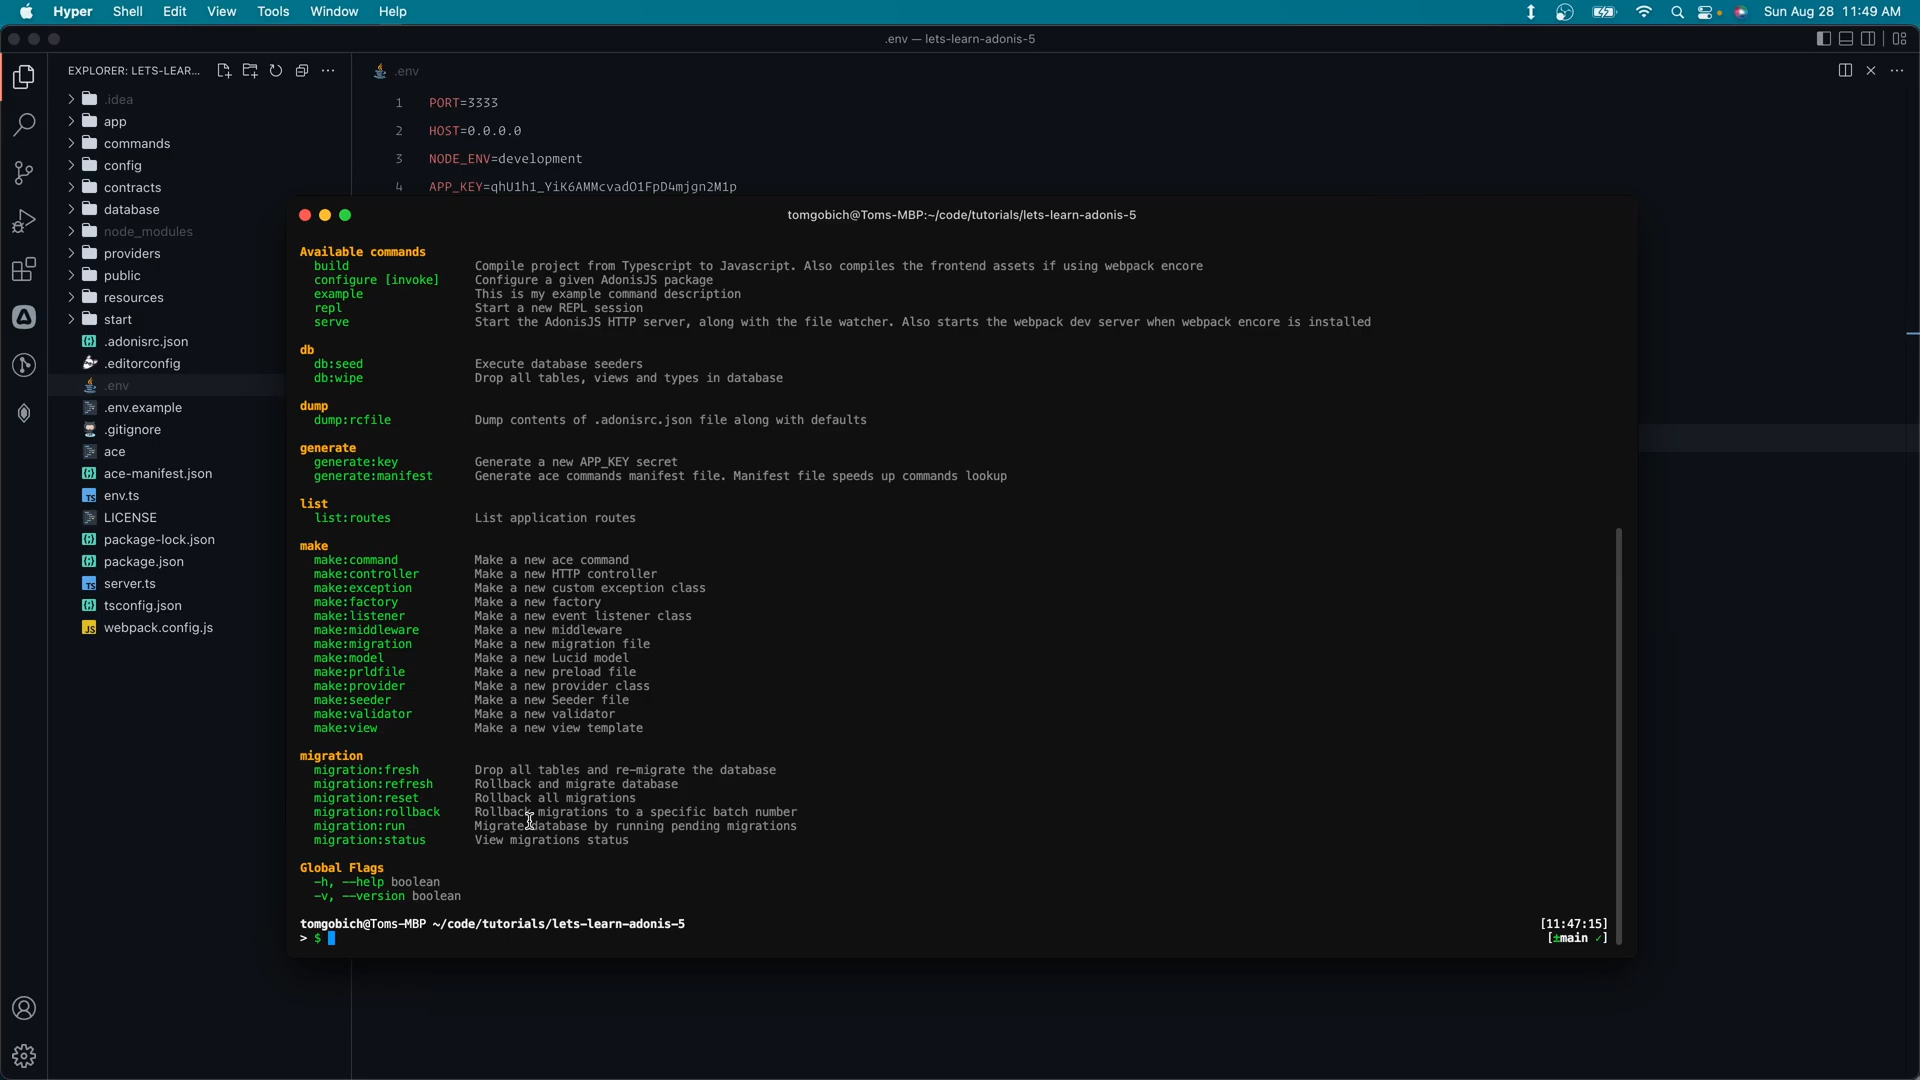 Hyper Shell Edit View Tools Window Help
Sun Aug 28 11:49 AM
.env — lets-learn-adonis-5
EXPLORER: LETS-LEAR...
.env
.idea
app
commands
config
contracts
database
node_modules
providers
public
resources
start
.adonisrc.json
.editorconfig
.env
.env.example
.gitignore
ace
ace-manifest.json
env.ts
LICENSE
package-lock.json
package.json
server.ts
tsconfig.json
webpack.config.js
1 PORT=3333
2 HOST=0.0.0.0
3 NODE_ENV=development
4 APP_KEY=qhU1h1_YiK6AMMcvadO1FpD4mjgn2M1p
tomgobich@Toms-MBP:~/code/tutorials/lets-learn-adonis-5
Available commands
build Compile project from Typescript to Javascript. Also compiles the frontend assets if using webpack encore
configure [invoke] Configure a given AdonisJS package
example This is my example command description
repl Start a new REPL session
serve Start the AdonisJS HTTP server, along with the file watcher. Also starts the webpack dev server when webpack encore is installed
db
db:seed Execute database seeders
db:wipe Drop all tables, views and types in database
dump
dump:rcfile Dump contents of .adonisrc.json file along with defaults
generate
generate:key Generate a new APP_KEY secret
generate:manifest Generate ace commands manifest file. Manifest file speeds up commands lookup
list
list:routes List application routes
make
make:command Make a new ace command
make:controller Make a new HTTP controller
make:exception Make a new custom exception class
make:factory Make a new factory
make:listener Make a new event listener class
make:middleware Make a new middleware
make:migration Make a new migration file
make:model Make a new Lucid model
make:prldfile Make a new preload file
make:provider Make a new provider class
make:seeder Make a new Seeder file
make:validator Make a new validator
make:view Make a new view template
migration
migration:fresh Drop all tables and re-migrate the database
migration:refresh Rollback and migrate database
migration:reset Rollback all migrations
migration:rollback Rollback migrations to a specific batch number
migration:run Migrate database by running pending migrations
migration:status View migrations status
Global Flags
-h, --help boolean
-v, --version boolean
tomgobich@Toms-MBP ~/code/tutorials/lets-learn-adonis-5 [11:47:15]
> $ [±main ✓]